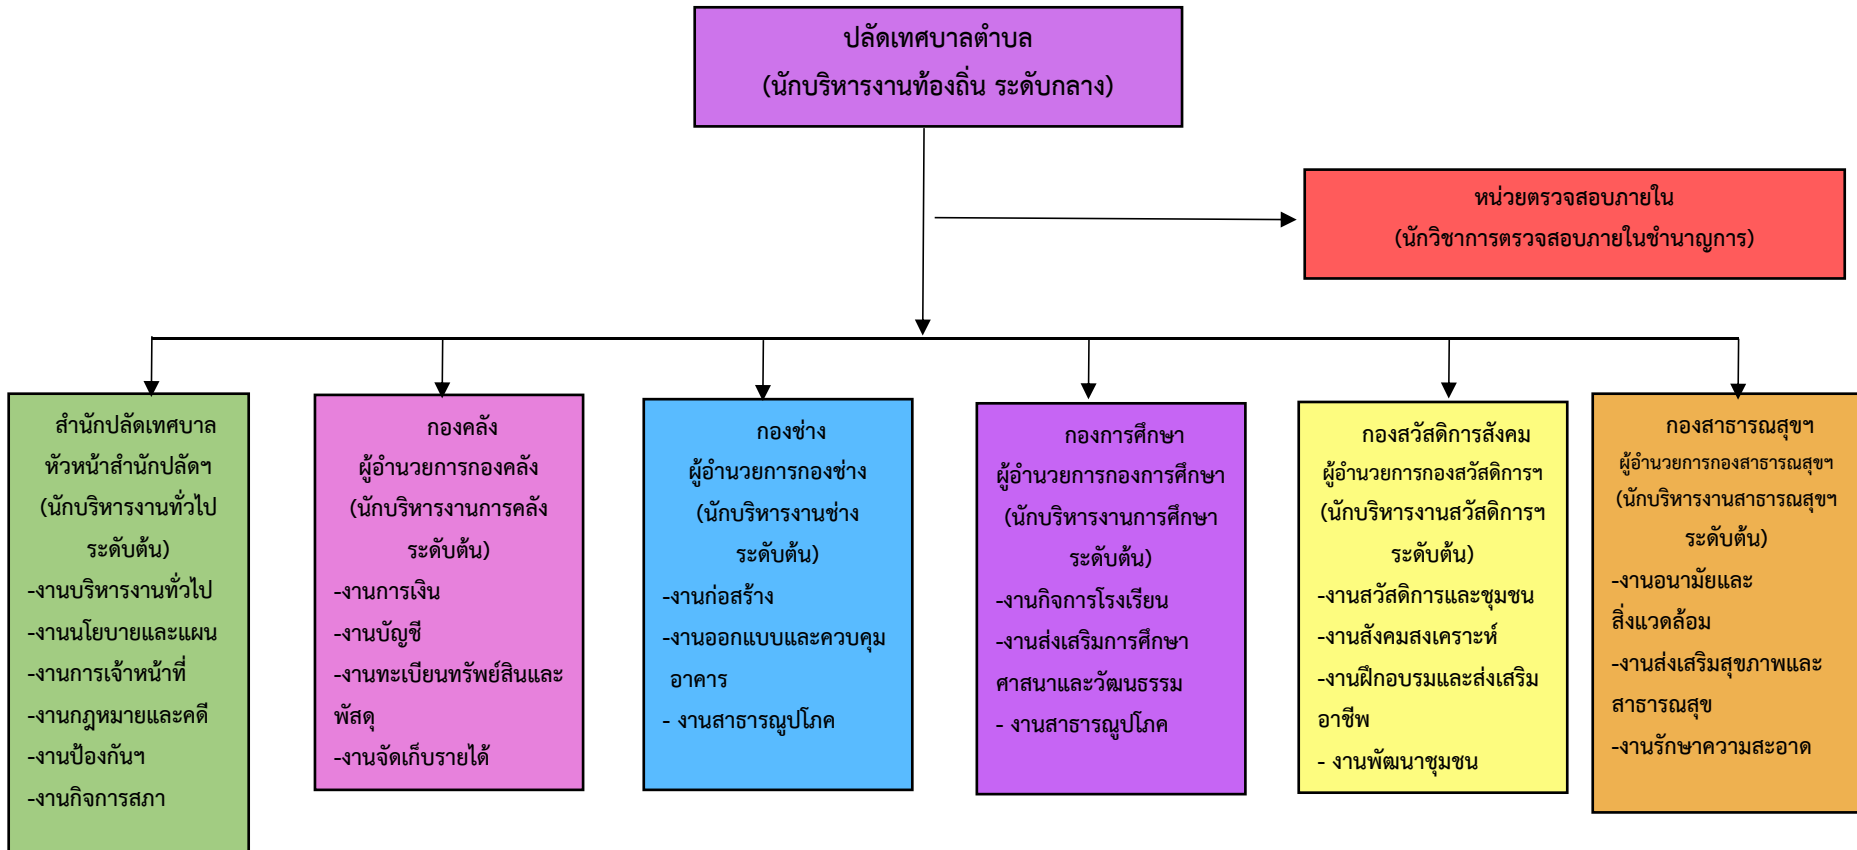 ปลัดเทศบาลตำบล
(นักบริหารงานท้องถิ่น ระดับกลาง)
หน่วยตรวจสอบภายใน
(นักวิชาการตรวจสอบภายในชำนาญการ)
สำนักปลัดเทศบาล
หัวหน้าสำนักปลัดฯ
(นักบริหารงานทั่วไป
ระดับต้น)
-งานบริหารงานทั่วไป
-งานนโยบายและแผน
-งานการเจ้าหน้าที่
-งานกฎหมายและคดี
-งานป้องกันฯ
-งานกิจการสภา
กองคลัง
ผู้อำนวยการกองคลัง
(นักบริหารงานการคลัง
ระดับต้น)
-งานการเงิน
-งานบัญชี
-งานทะเบียนทรัพย์สินและ
พัสดุ
-งานจัดเก็บรายได้
กองช่าง
ผู้อำนวยการกองช่าง
(นักบริหารงานช่าง
ระดับต้น)
-งานก่อสร้าง
-งานออกแบบและควบคุม
อาคาร
- งานสาธารณูปโภค
กองการศึกษา
ผู้อำนวยการกองการศึกษา
(นักบริหารงานการศึกษา
ระดับต้น)
-งานกิจการโรงเรียน
-งานส่งเสริมการศึกษา
ศาสนาและวัฒนธรรม
- งานสาธารณูปโภค
กองสวัสดิการสังคม
ผู้อำนวยการกองสวัสดิการฯ
(นักบริหารงานสวัสดิการฯ
ระดับต้น)
-งานสวัสดิการและชุมชน
-งานสังคมสงเคราะห์
-งานฝึกอบรมและส่งเสริม
อาชีพ
- งานพัฒนาชุมชน
กองสาธารณสุขฯ
ผู้อำนวยการกองสาธารณสุขฯ
(นักบริหารงานสาธารณสุขฯ
ระดับต้น)
-งานอนามัยและ
สิ่งแวดล้อม
-งานส่งเสริมสุขภาพและ
สาธารณสุข
-งานรักษาความสะอาด